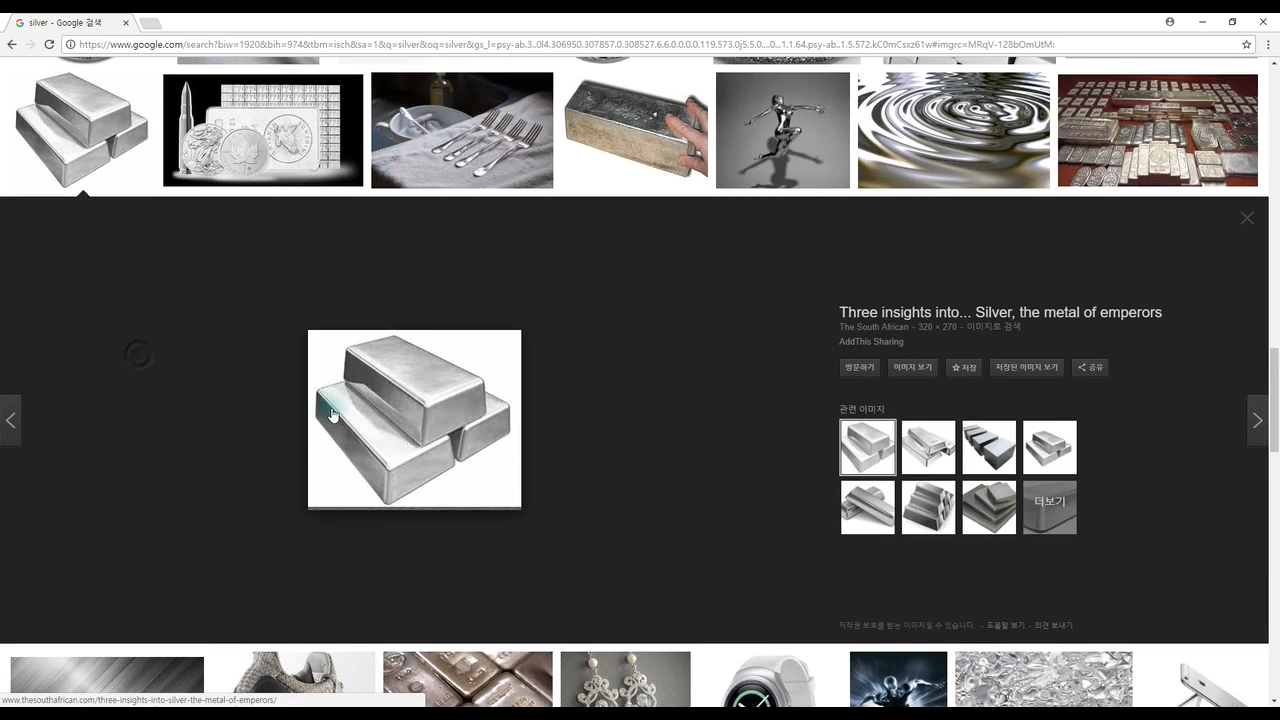 silver - Google 검색
https://www.google.com/search?biw=1920&bih=974&tbm=isch&sa=1&q=silver&oq=silver&gs_l=psy-ab.3..0l4.306950.307857.0.308527.6.6.0.0.0.0.119.573.0j5.5.0....0...1.1.64.psy-ab..1.5.572.kC0mCsxz61w#imgrc=MRqV-128bOmUtM:
Three insights into... Silver, the metal of emperors
The South African - 320 × 270 - 이미지로 검색
AddThis Sharing
방문하기 이미지 보기 저장 저장된 이미지 보기 공유
관련 이미지
더보기
저작권 보호를 받는 이미지일 수 있습니다. - 도움말 보기 - 의견 보내기
www.thesouthafrican.com/three-insights-into-silver-the-metal-of-emperors/